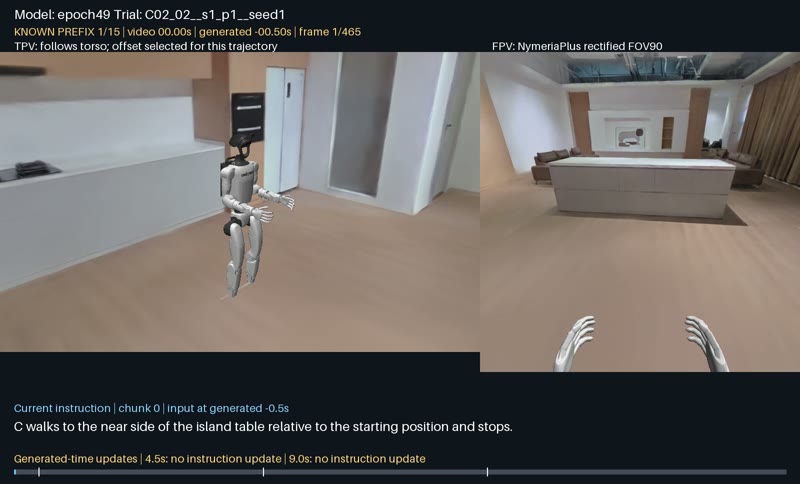 Model: epoch49 Trial: C02_02__s1_p1__seed1
KNOWN PREFIX 1/15 | video 00.00s | generated -00.50s | frame 1/465
TPV: follows torso; offset selected for this trajectory
FPV: NymeriaPlus rectified FOV90
Current instruction | chunk 0 | input at generated -0.5s
C walks to the near side of the island table relative to the starting position and stops.
Generated-time updates | 4.5s: no instruction update | 9.0s: no instruction update